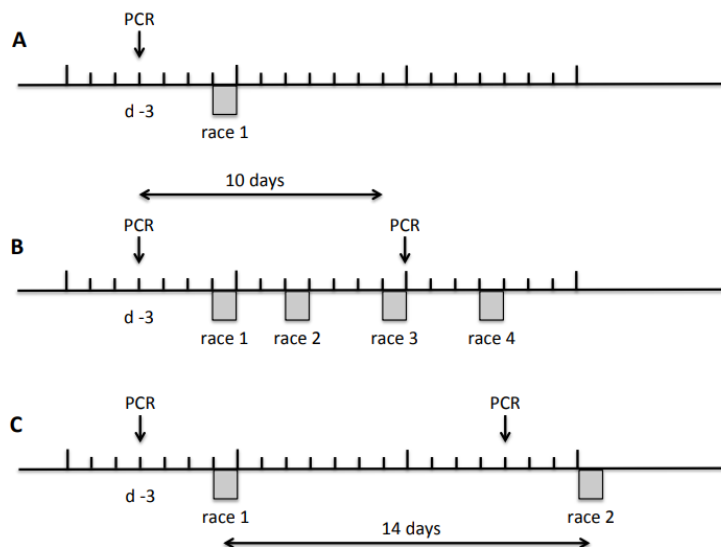 PCR
A
d -3
race 1
10 days
PCR PCR
B
d -3
race 1 race 2 race 3 race 4
PCR PCR
C
d -3
race 1 race 2
14 days